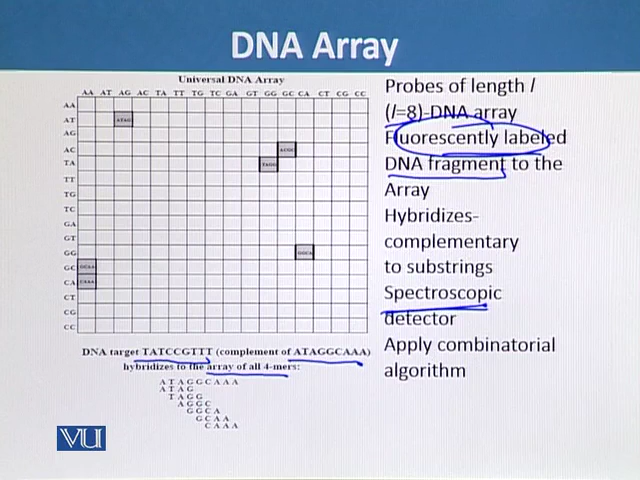 DNA Array
Universal DNA Array
AA AT AG AC TA TT TG TC GA GT GG GC CA CT CG CC
AA
AT ATAG
AG
AC ACGC
TA TAGG
TT
TG
TC
GA
GT
GG GGCA
GC GCAA
CA CAAA
CT
CG
CC
DNA target TATCCGTTT (complement of ATAGGCAAA)
hybridizes to the array of all 4-mers:
ATAGGCAAA
ATAG
TAGG
AGGC
GGCA
GCAA
CAAA
Probes of length l
(l=8)-DNA array
Fluorescently labeled
DNA fragment to the
Array
Hybridizes-
complementary
to substrings
Spectroscopic
detector
Apply combinatorial
algorithm
VU